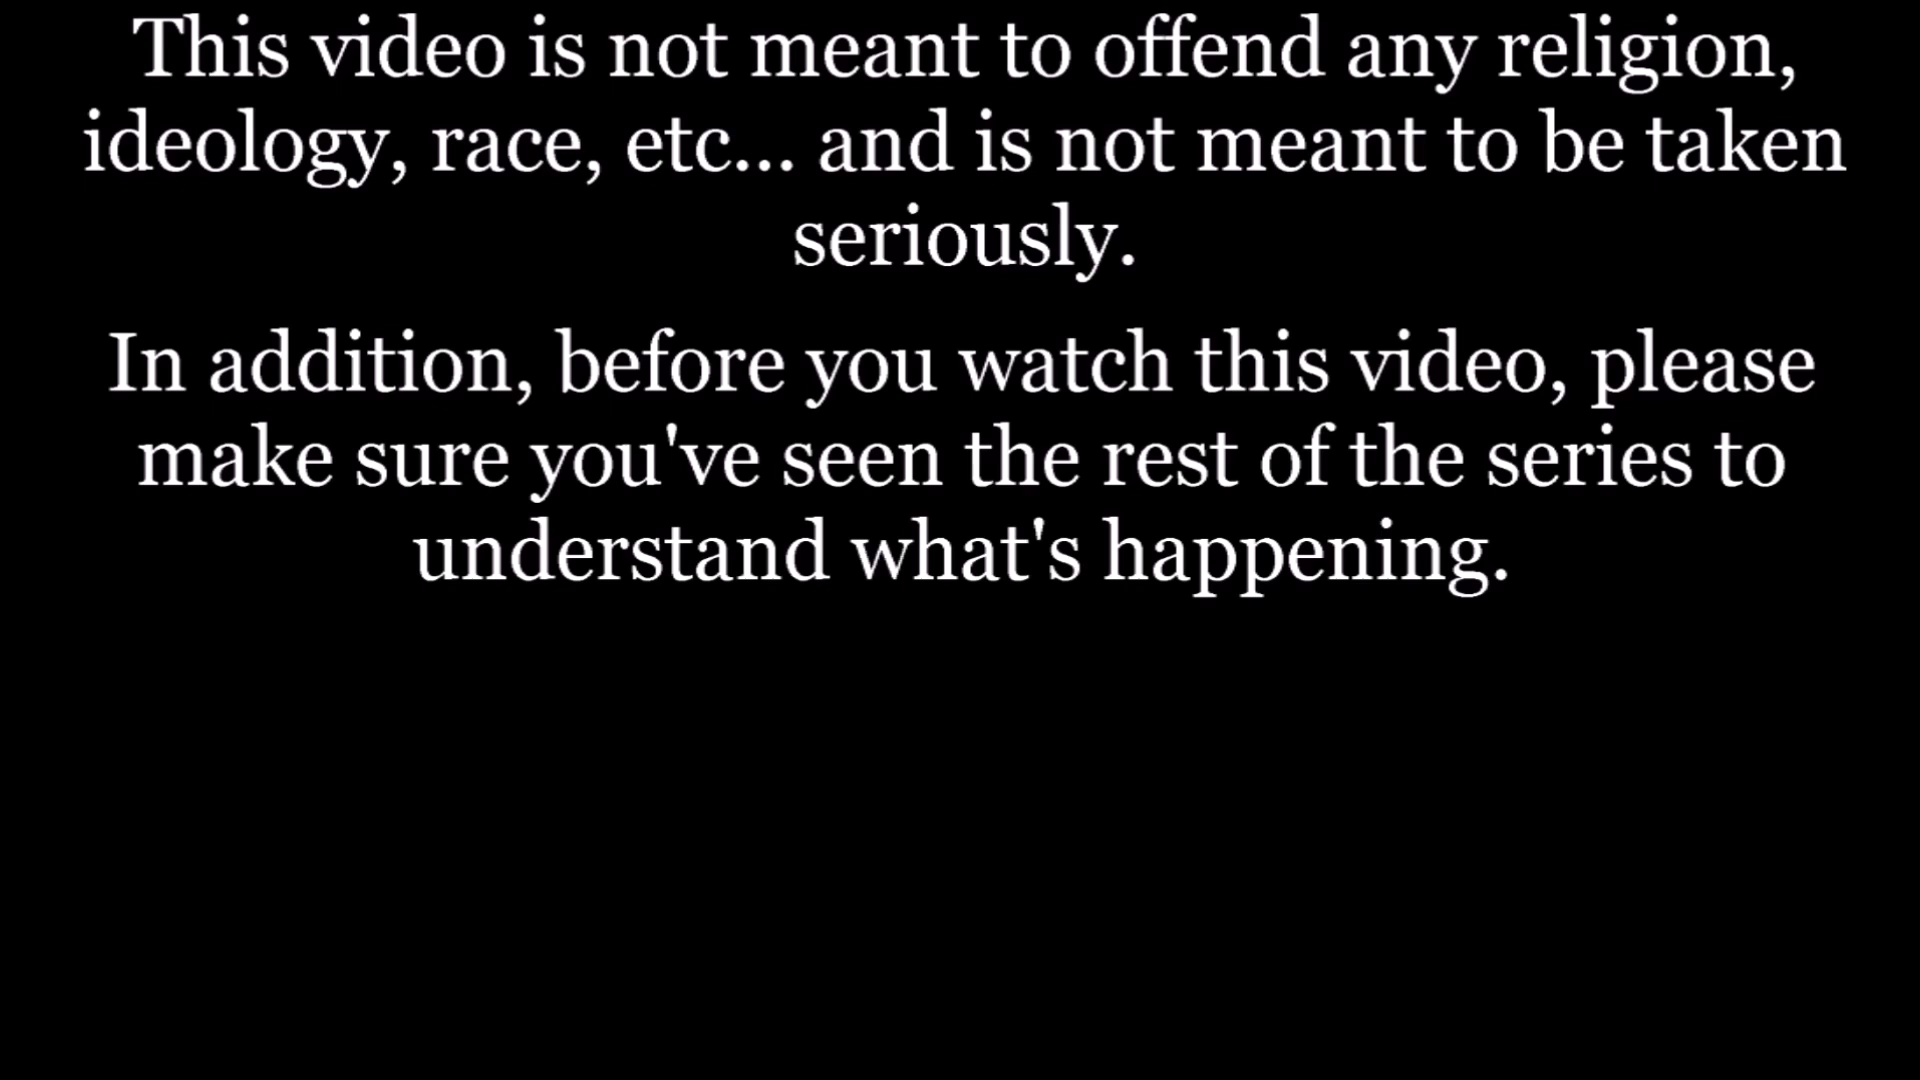 This video is not meant to offend any religion,
ideology, race, etc... and is not meant to be taken
seriously.
In addition, before you watch this video, please
make sure you've seen the rest of the series to
understand what's happening.